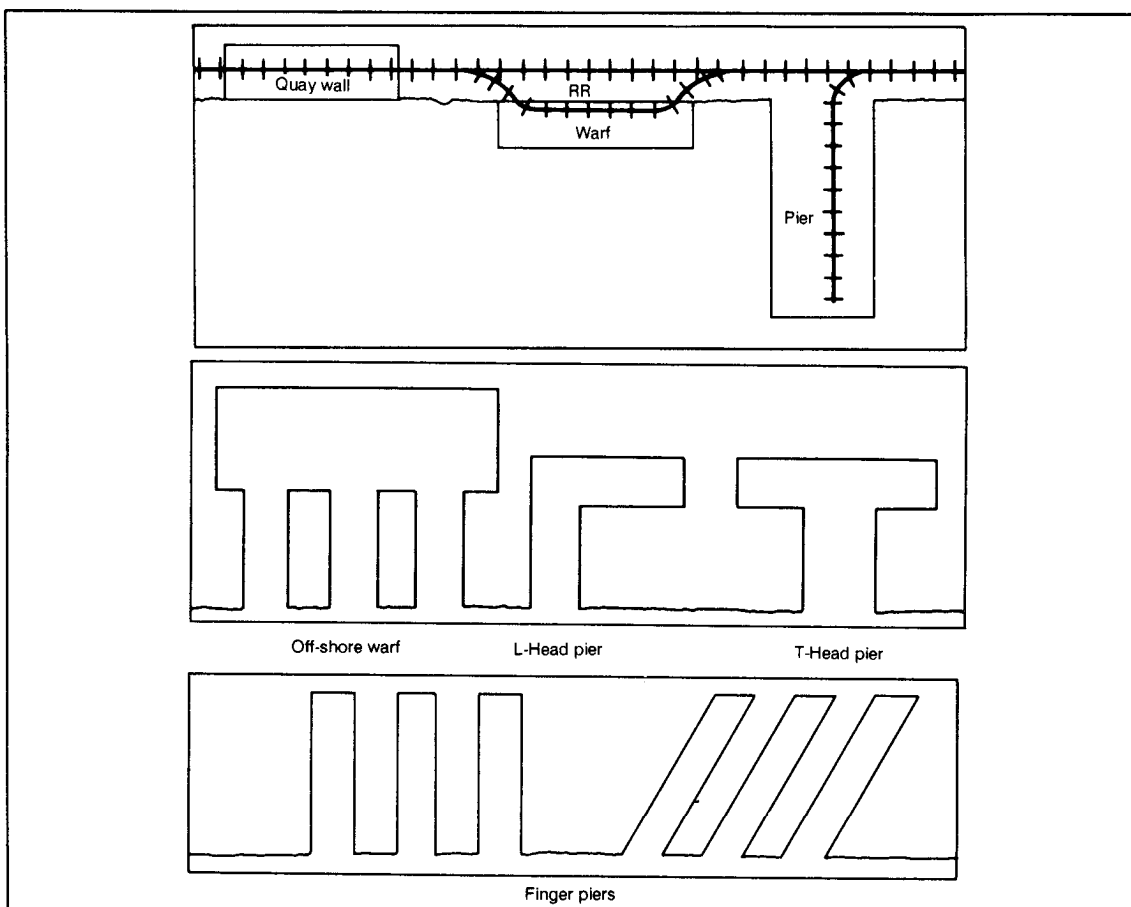 Quay wall
RR
Warf
Pier
Off-shore warf
L-Head pier
T-Head pier
Finger piers